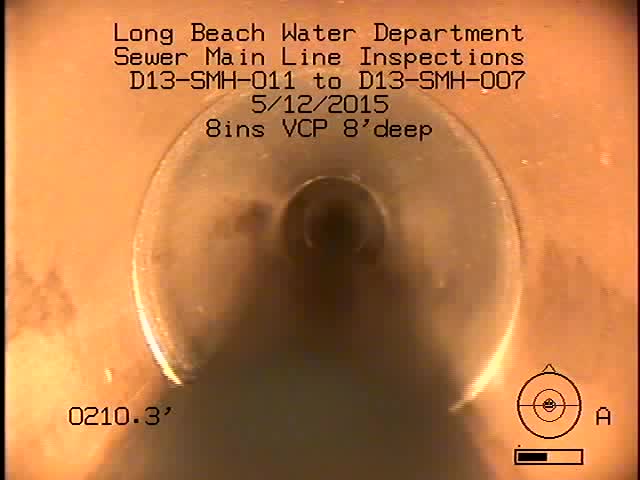 Long Beach Water Department
Sewer Main Line Inspections
D13-SMH-011 to D13-SMH-007
5/12/2015
8ins VCP 8'deep
0210.3'
A